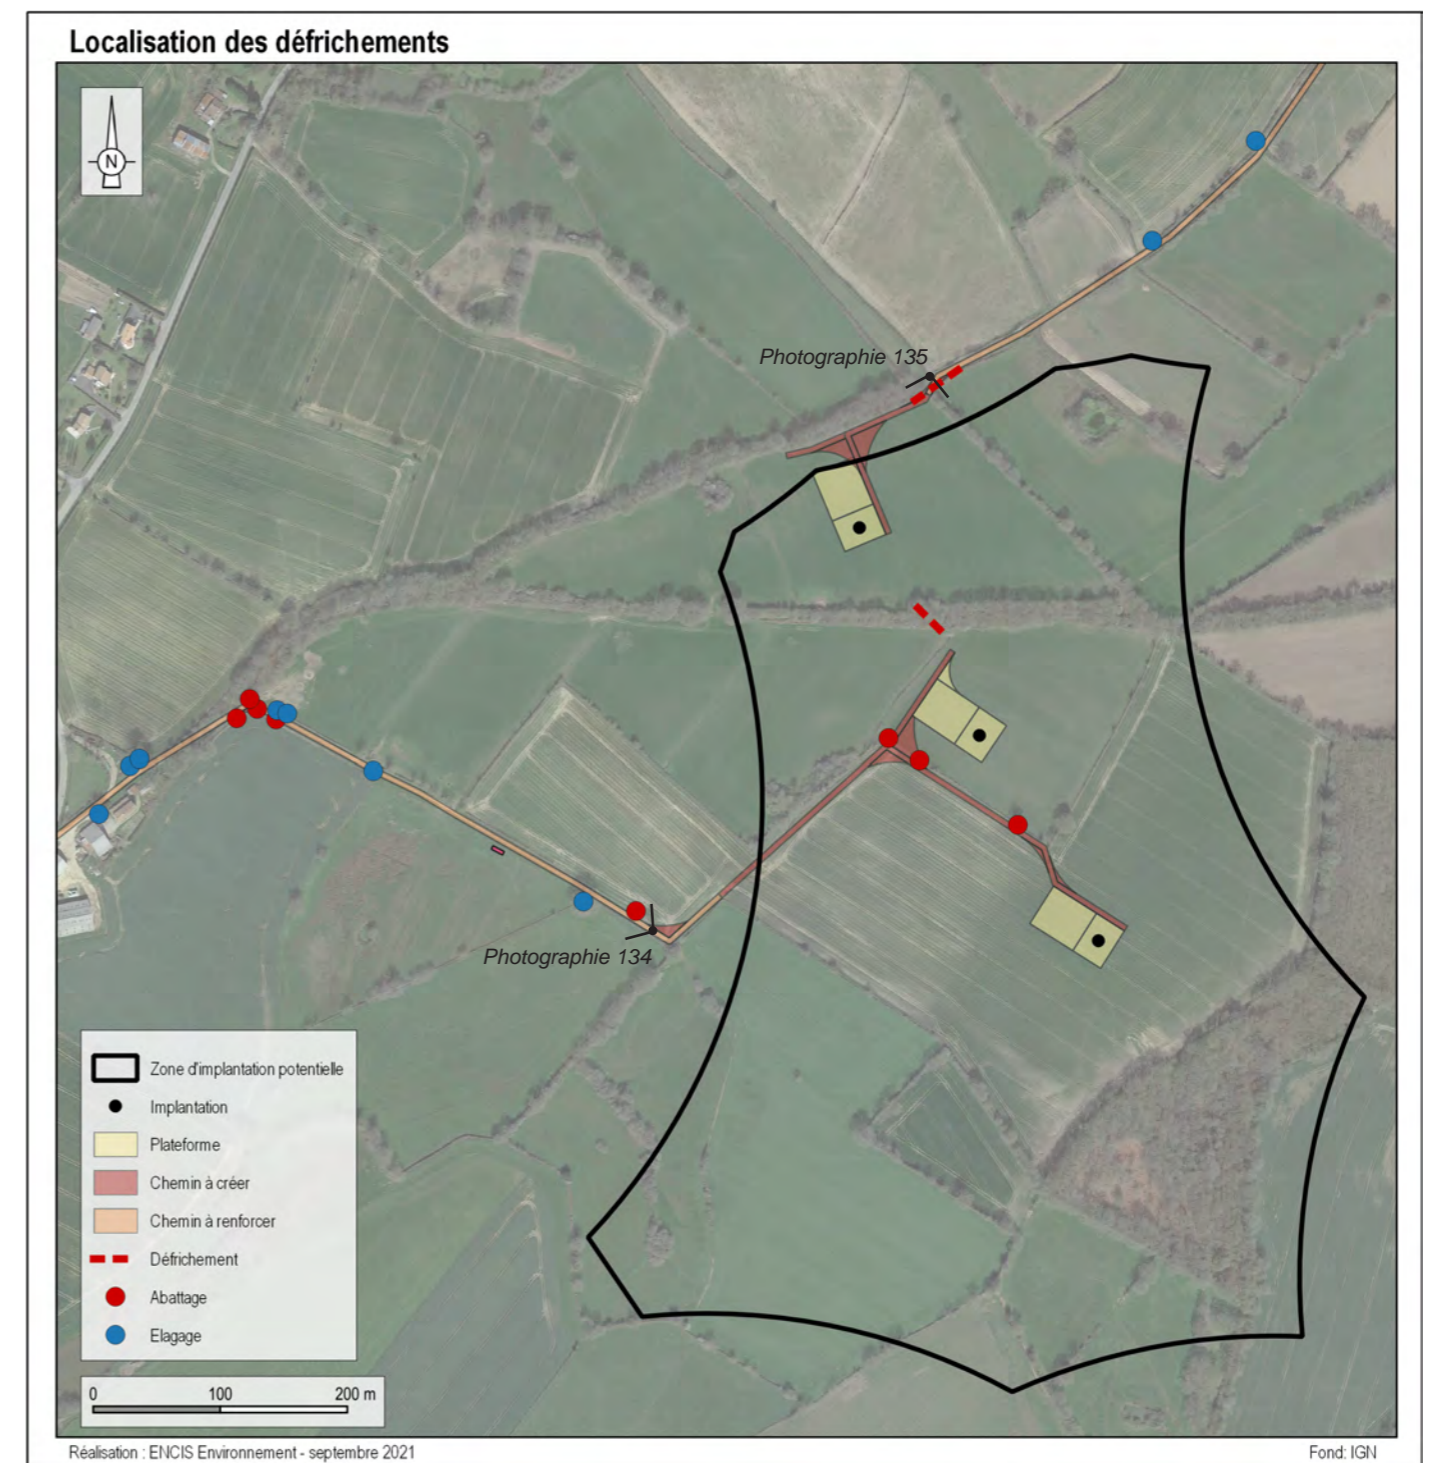 Localisation des défrichements
N
Photographie 135
Photographie 134
Zone d'implantation potentielle
Implantation
Plateforme
Chemin à créer
Chemin à renforcer
Défrichement
Abattage
Elagage
0 100 200 m
Réalisation : ENCIS Environnement - septembre 2021
Fond: IGN